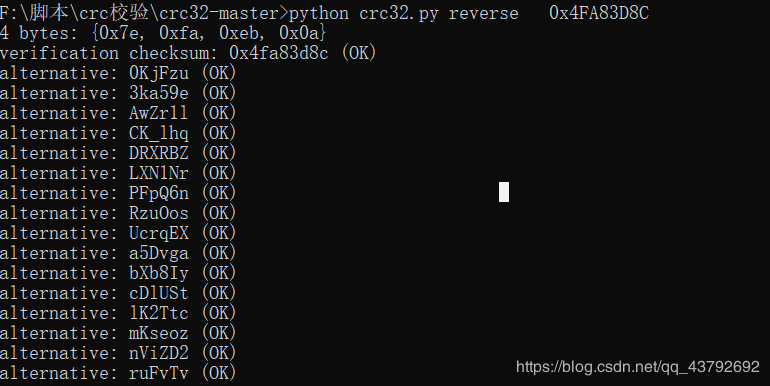 F:\脚本\crc校验\crc32-master>python crc32.py reverse   0x4FA83D8C
4 bytes: {0x7e, 0xfa, 0xeb, 0x0a}
verification checksum: 0x4fa83d8c (OK)
alternative: 0KjFzu (OK)
alternative: 3ka59e (OK)
alternative: AwZrll (OK)
alternative: CK_lhq (OK)
alternative: DRXRBZ (OK)
alternative: LXN1Nr (OK)
alternative: PFpQ6n (OK)
alternative: RzuOos (OK)
alternative: UcrqEX (OK)
alternative: a5Dvga (OK)
alternative: bXb8Iy (OK)
alternative: cDlUSt (OK)
alternative: lK2Ttc (OK)
alternative: mKseoz (OK)
alternative: nViZD2 (OK)
alternative: ruFvTv (OK)
https://blog.csdn.net/qq_43792692